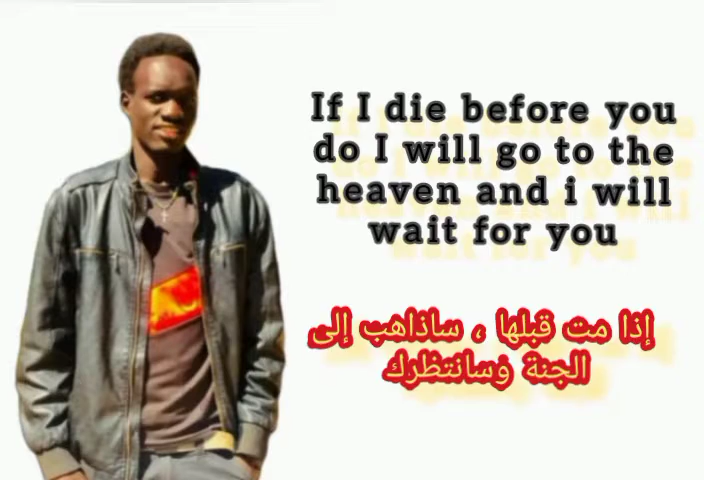 If I die before you
do I will go to the
heaven and i will
wait for you
إذا مت قبلها ، ساذاهب إلى
الجنة وسانتظرك